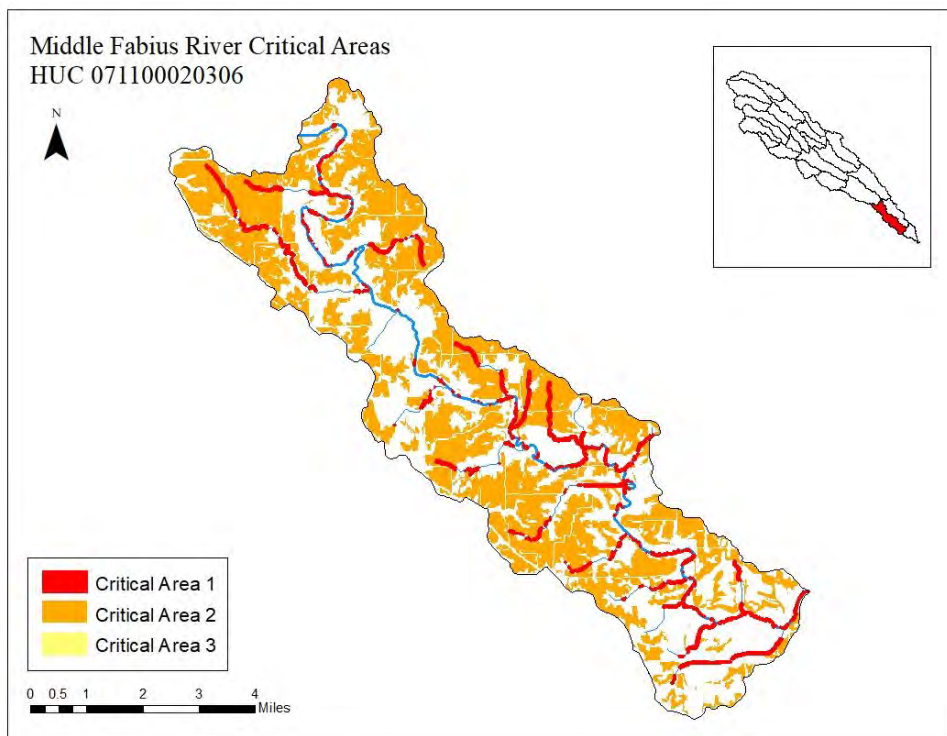 Middle Fabius River Critical Areas
HUC 071100020306
N
Critical Area 1
Critical Area 2
Critical Area 3
0 0.5 1 2 3 4
Miles